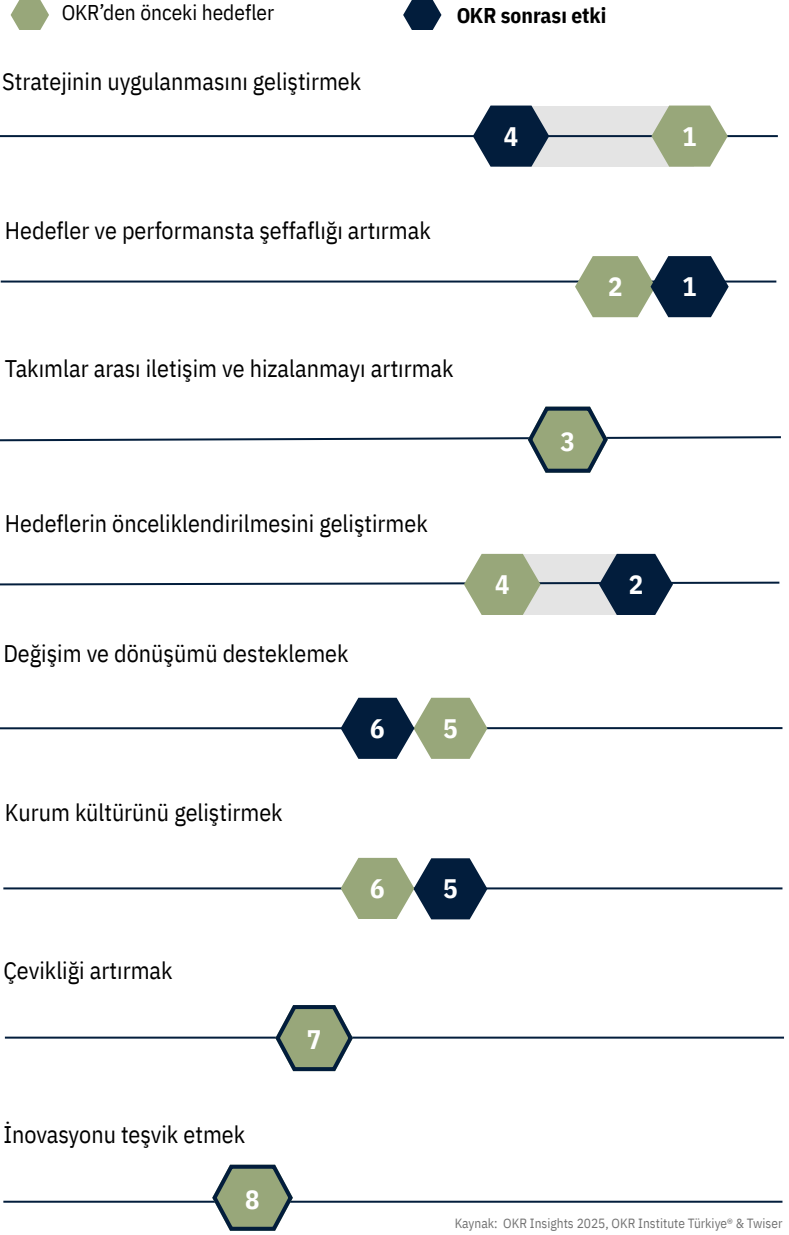 OKR’den önceki hedefler
OKR sonrası etki
Stratejinin uygulanmasını geliştirmek
4
1
Hedefler ve performansta şeffaflığı artırmak
2
1
Takımlar arası iletişim ve hizalanmayı artırmak
3
Hedeflerin önceliklendirilmesini geliştirmek
4
2
Değişim ve dönüşümü desteklemek
6
5
Kurum kültürünü geliştirmek
6
5
Çevikliği artırmak
7
İnovasyonu teşvik etmek
8
Kaynak: OKR Insights 2025, OKR Institute Türkiye® & Twiser